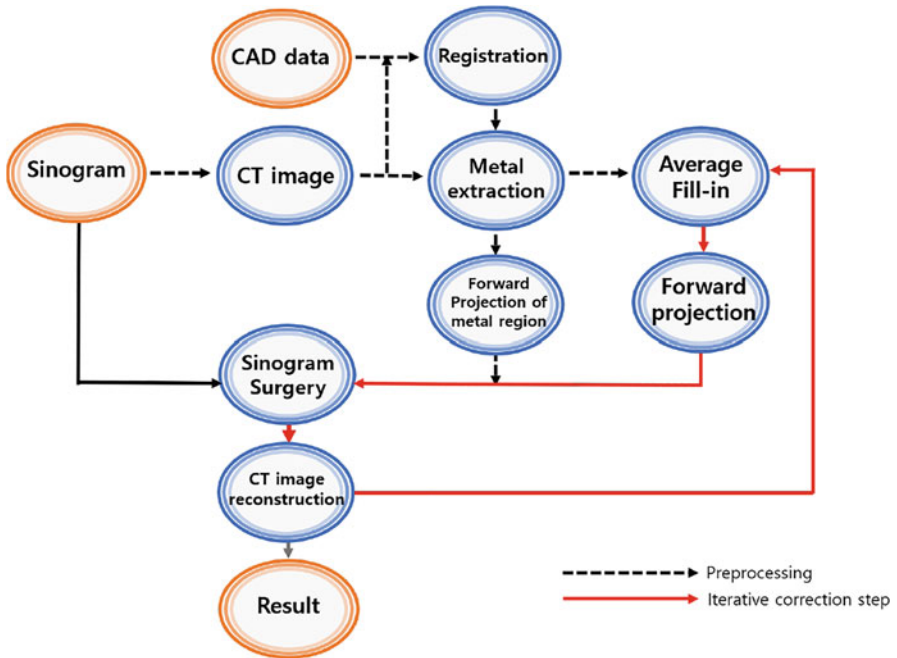 CAD data
Registration
Sinogram
CT image
Metal
extraction
Average
Fill-in
Forward
Projection of
metal region
Forward
projection
Sinogram
Surgery
CT image
reconstruction
Result
Preprocessing
Iterative correction step